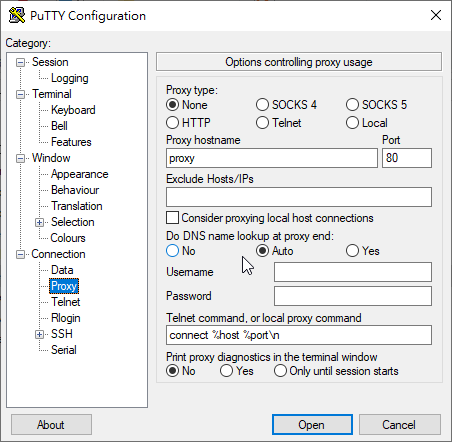 PuTTY Configuration
Category:
Session
Logging
Terminal
Keyboard
Bell
Features
Window
Appearance
Behaviour
Translation
Selection
Colours
Connection
Data
Proxy
Telnet
Rlogin
SSH
Serial
Options controlling proxy usage
Proxy type:
None SOCKS 4 SOCKS 5
HTTP Telnet Local
Proxy hostname Port
proxy 80
Exclude Hosts/IPs
Consider proxying local host connections
Do DNS name lookup at proxy end:
No Auto Yes
Username
Password
Telnet command, or local proxy command
connect %host %port\n
Print proxy diagnostics in the terminal window
No Yes Only until session starts
About Open Cancel